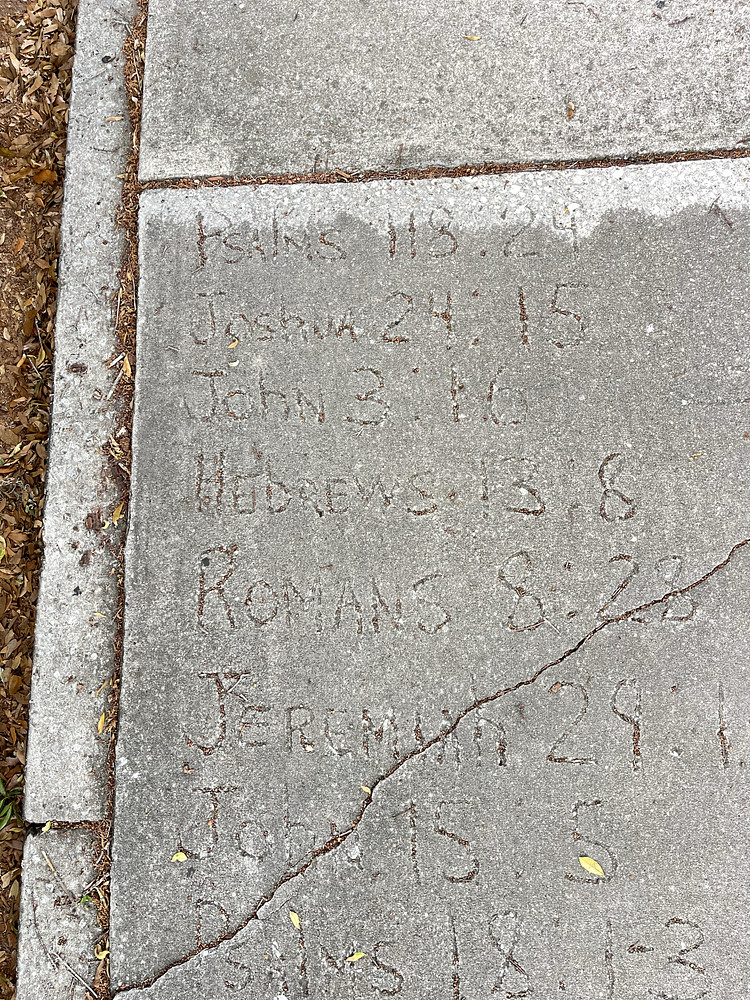 Psalms 118:24
Joshua 24:15
John 3:16
Hebrews 13:8
Romans 8:28
Jeremiah 29:1
John 15:5
Psalms 18:1-3